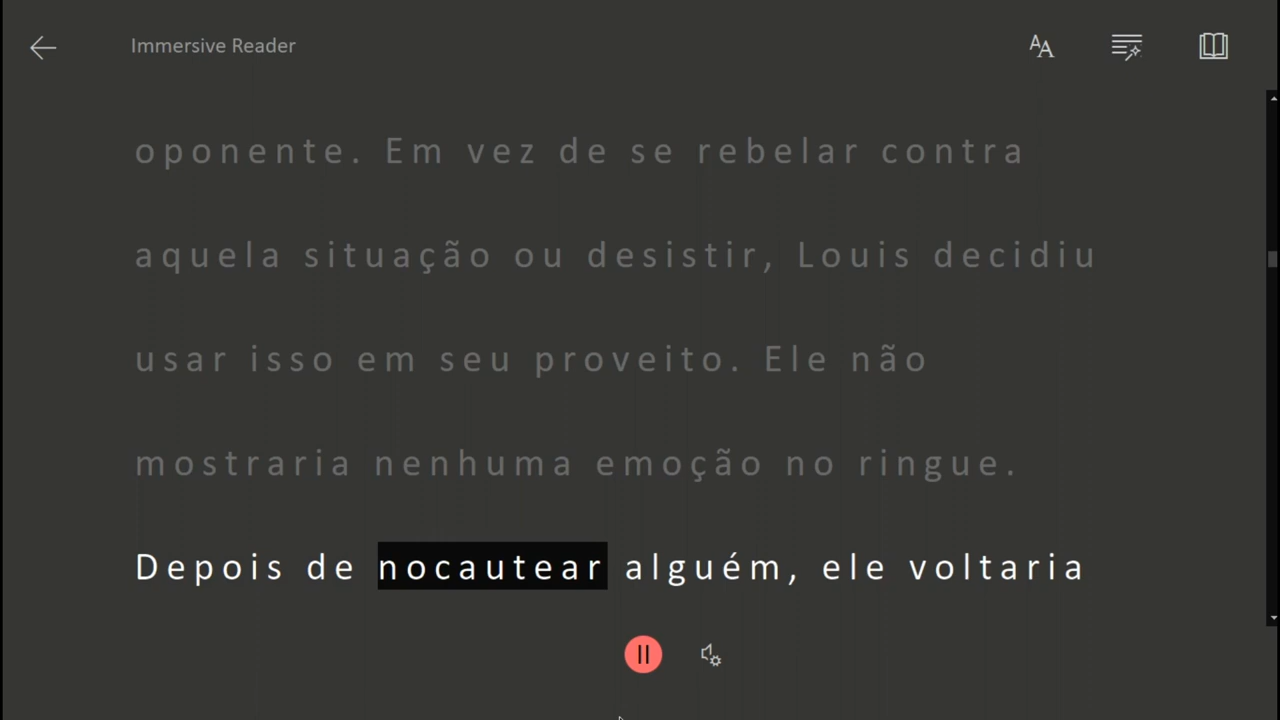 Immersive Reader
oponente. Em vez de se rebelar contra
aquela situação ou desistir, Louis decidiu
usar isso em seu proveito. Ele não
mostraria nenhuma emoção no ringue.
Depois de nocautear alguém, ele voltaria